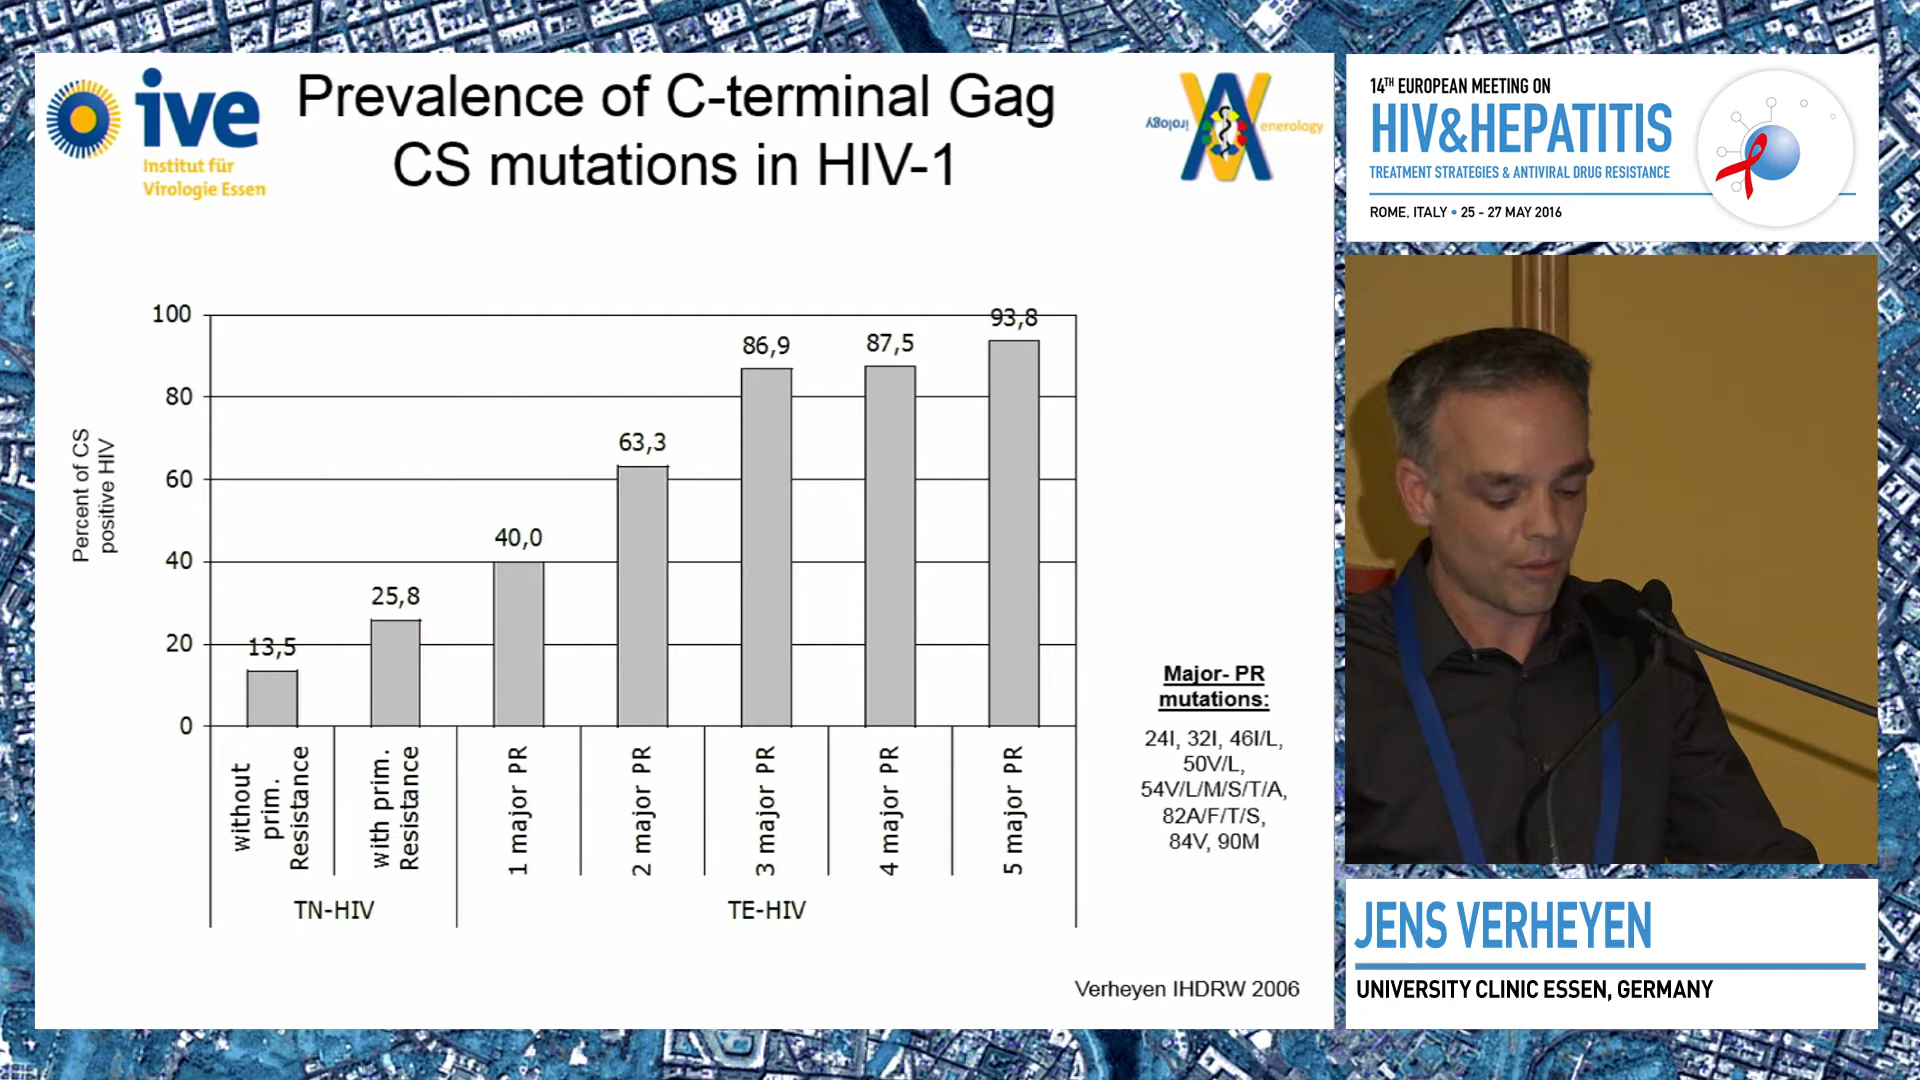 ive
Institut für
Virologie Essen
Prevalence of C-terminal Gag
CS mutations in HIV-1
virology
enerology
Percent of CS
positive HIV
100
80
60
40
20
0
13,5
25,8
40,0
63,3
86,9
87,5
93,8
without
prim.
Resistance
with prim.
Resistance
1 major PR
2 major PR
3 major PR
4 major PR
5 major PR
TN-HIV
TE-HIV
Major- PR
mutations:
24I, 32I, 46I/L,
50V/L,
54V/L/M/S/T/A,
82A/F/T/S,
84V, 90M
Verheyen IHDRW 2006
14TH EUROPEAN MEETING ON
HIV&HEPATITIS
TREATMENT STRATEGIES & ANTIVIRAL DRUG RESISTANCE
ROME, ITALY • 25 - 27 MAY 2016
JENS VERHEYEN
UNIVERSITY CLINIC ESSEN, GERMANY